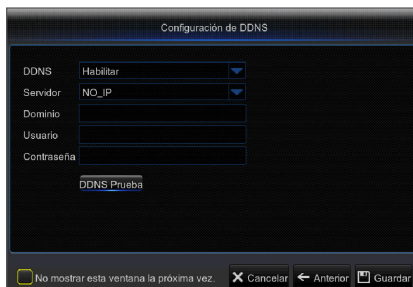 Configuración de DDNS
DDNS Habilitar
Servidor NO_IP
Dominio
Usuario
Contraseña
DDNS Prueba
No mostrar esta ventana la próxima vez. Cancelar Anterior Guardar